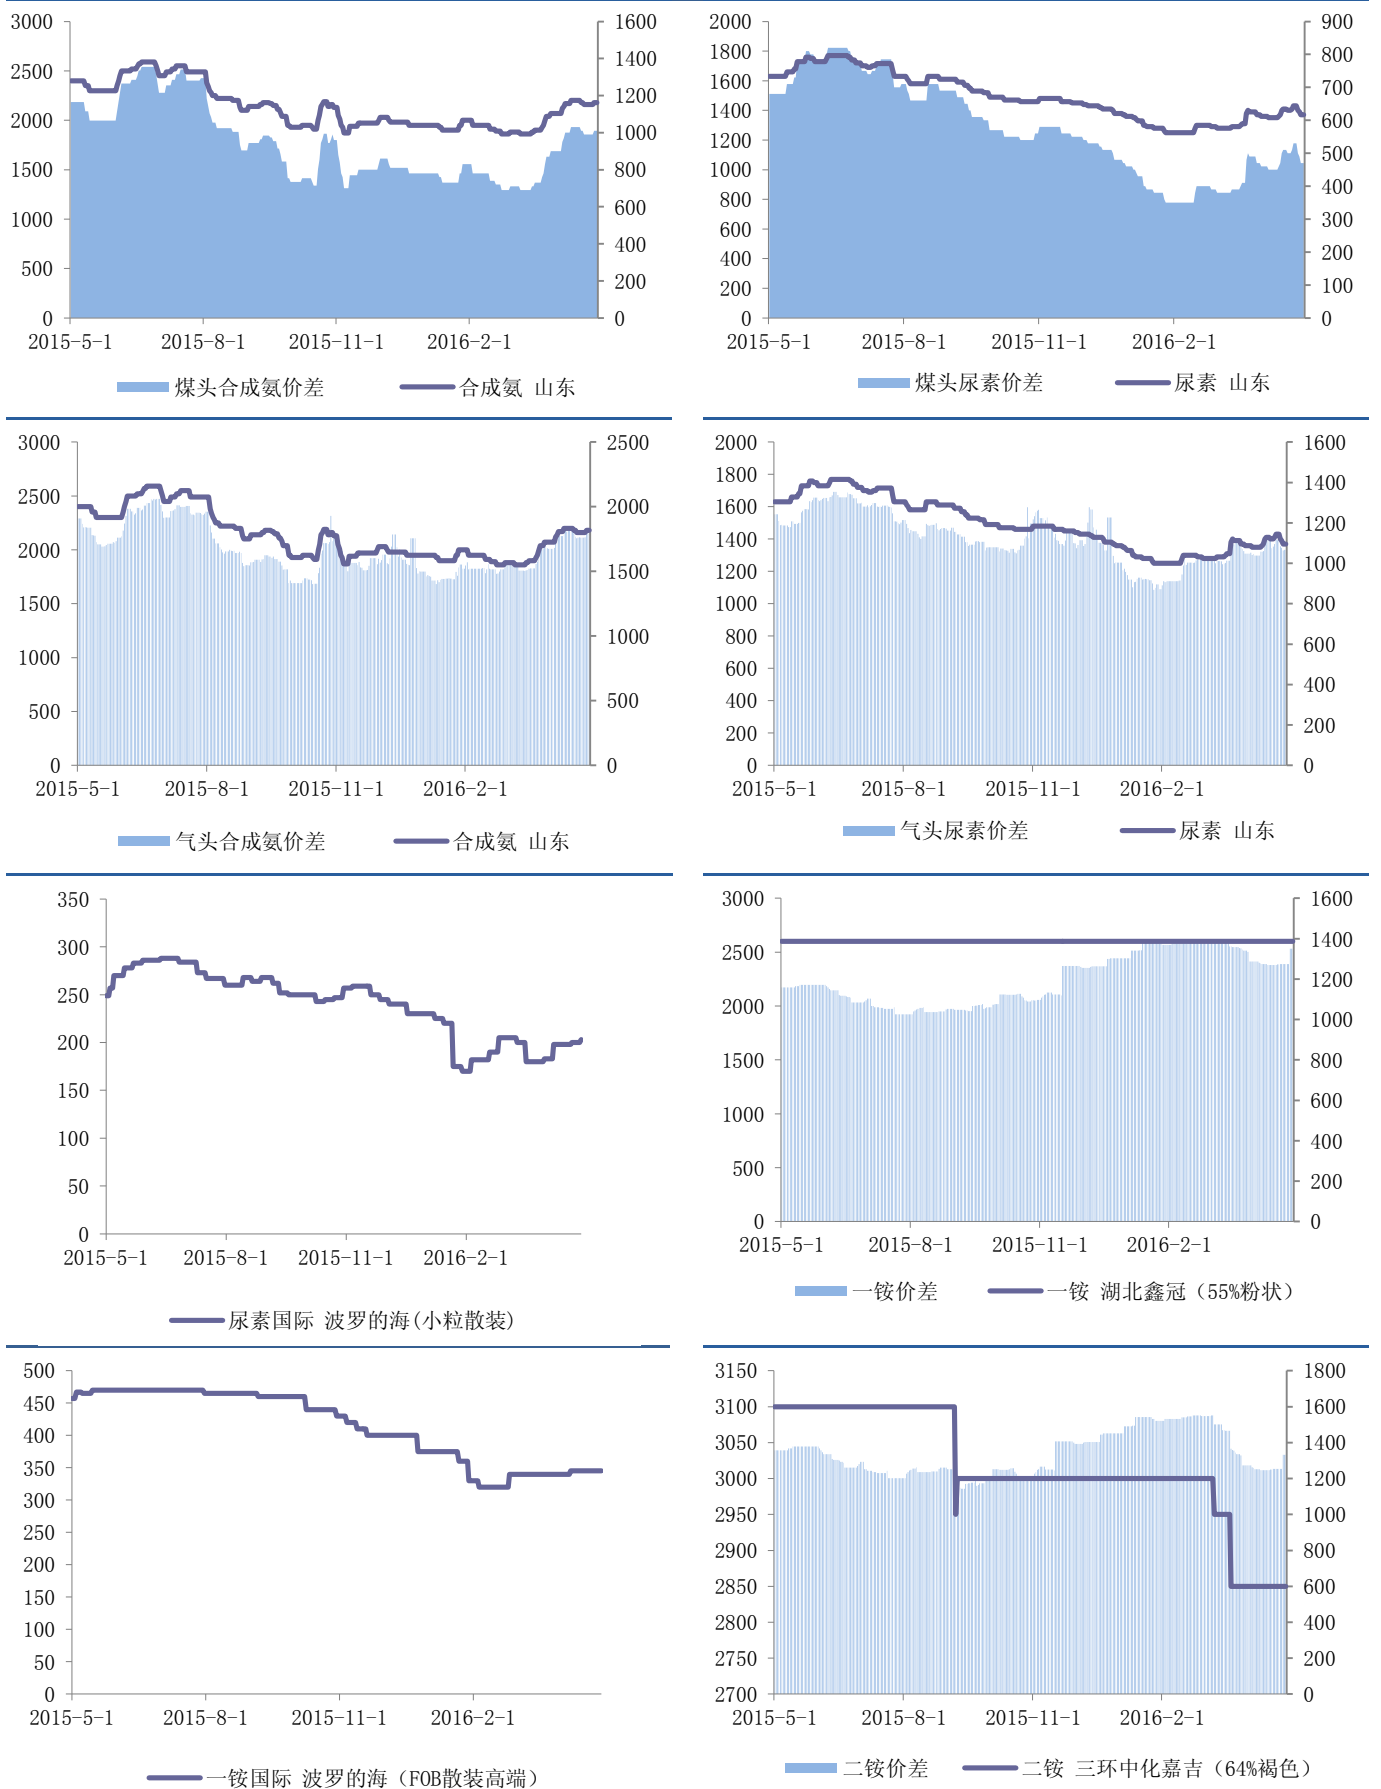 3000 2500 2000 1500 1000 500 0
1600 1400 1200 1000 800 600 400 200 0
2015-5-1 2015-8-1 2015-11-1 2016-2-1
煤头合成氨价差 合成氨 山东
2000 1800 1600 1400 1200 1000 800 600 400 200 0
900 800 700 600 500 400 300 200 100 0
2015-5-1 2015-8-1 2015-11-1 2016-2-1
煤头尿素价差 尿素 山东
3000 2500 2000 1500 1000 500 0
2500 2000 1500 1000 500 0
2015-5-1 2015-8-1 2015-11-1 2016-2-1
气头合成氨价差 合成氨 山东
2000 1800 1600 1400 1200 1000 800 600 400 200 0
1600 1400 1200 1000 800 600 400 200 0
2015-5-1 2015-8-1 2015-11-1 2016-2-1
气头尿素价差 尿素 山东
350 300 250 200 150 100 50 0
2015-5-1 2015-8-1 2015-11-1 2016-2-1
尿素国际 波罗的海(小粒散装)
3000 2500 2000 1500 1000 500 0
1600 1400 1200 1000 800 600 400 200 0
2015-5-1 2015-8-1 2015-11-1 2016-2-1
一铵价差 一铵 湖北鑫冠（55%粉状）
500 450 400 350 300 250 200 150 100 50 0
2015-5-1 2015-8-1 2015-11-1 2016-2-1
一铵国际 波罗的海（FOB散装高端）
3150 3100 3050 3000 2950 2900 2850 2800 2750 2700
1800 1600 1400 1200 1000 800 600 400 200 0
2015-5-1 2015-8-1 2015-11-1 2016-2-1
二铵价差 二铵 三环中化嘉吉（64%褐色）